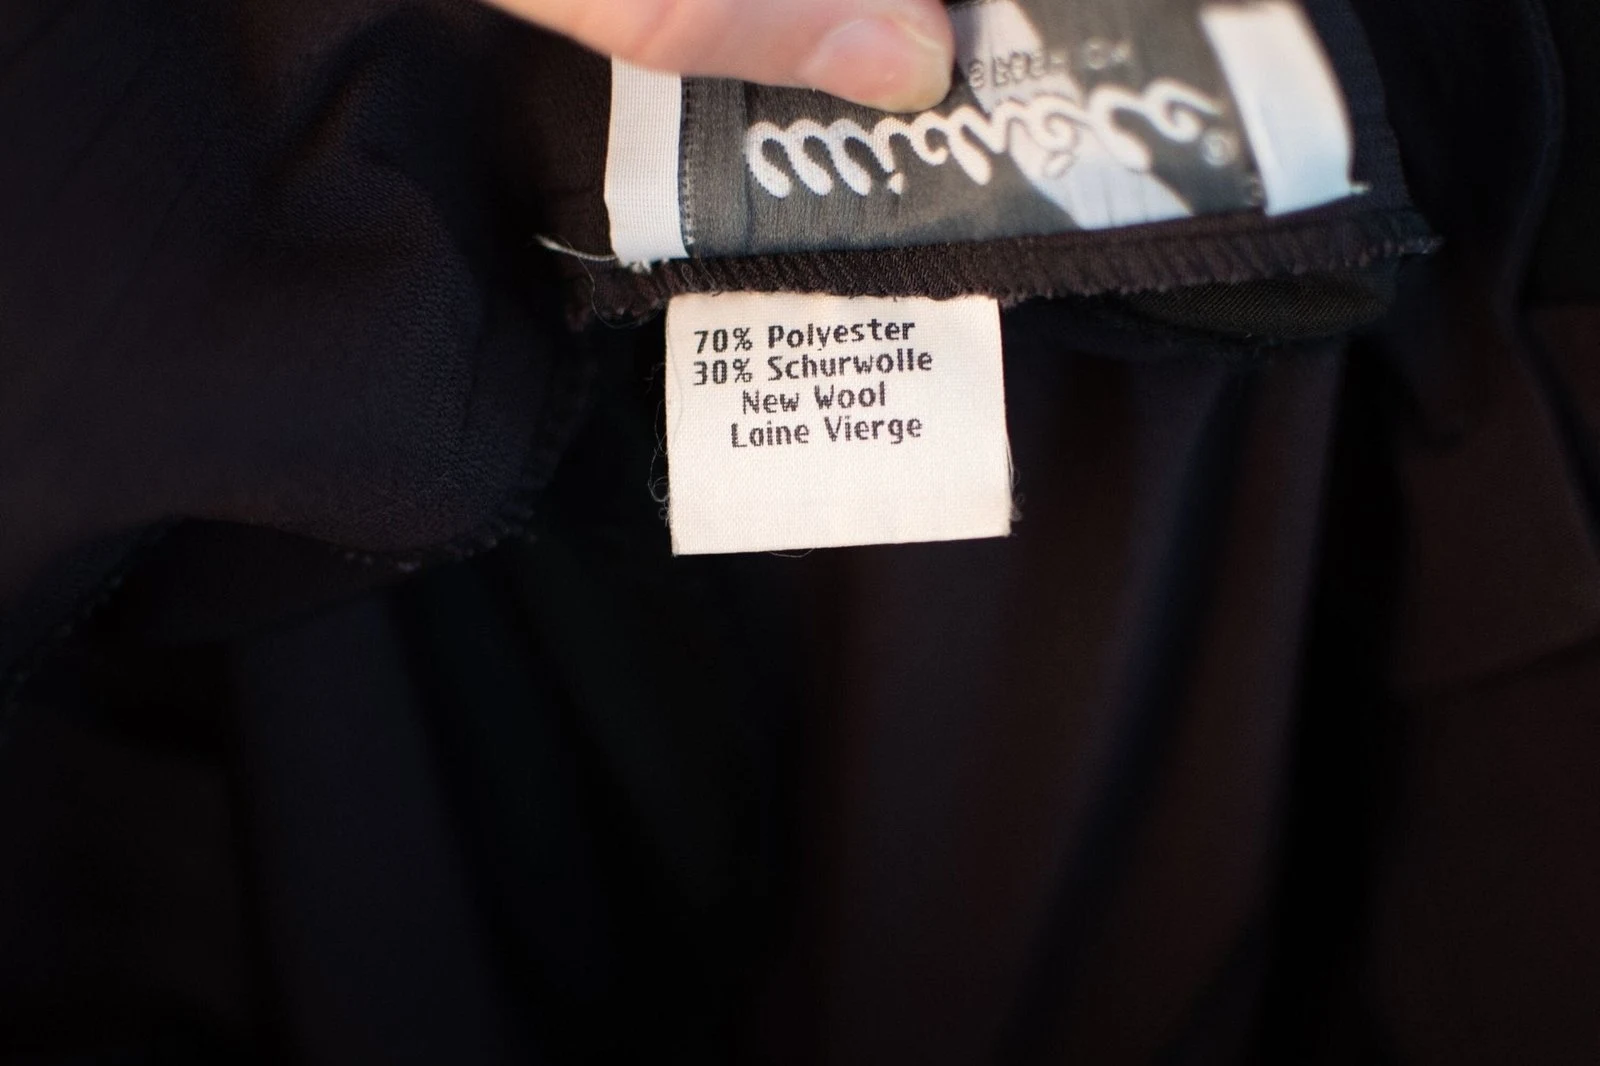 70% Polyester
30% Schurwolle
New Wool
Laine Vierge